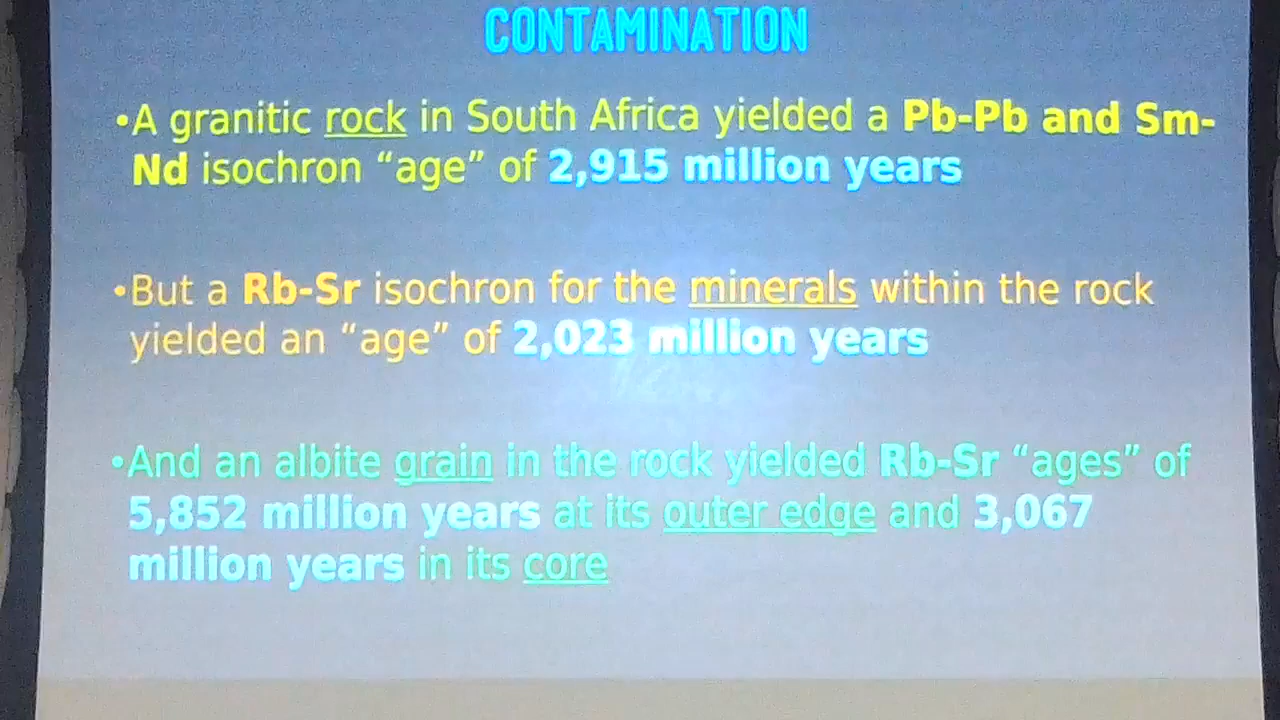 CONTAMINATION
•A granitic rock in South Africa yielded a Pb-Pb and Sm-
Nd isochron “age” of 2,915 million years
•But a Rb-Sr isochron for the minerals within the rock
yielded an “age” of 2,023 million years
•And an albite grain in the rock yielded Rb-Sr “ages” of
5,852 million years at its outer edge and 3,067
million years in its core